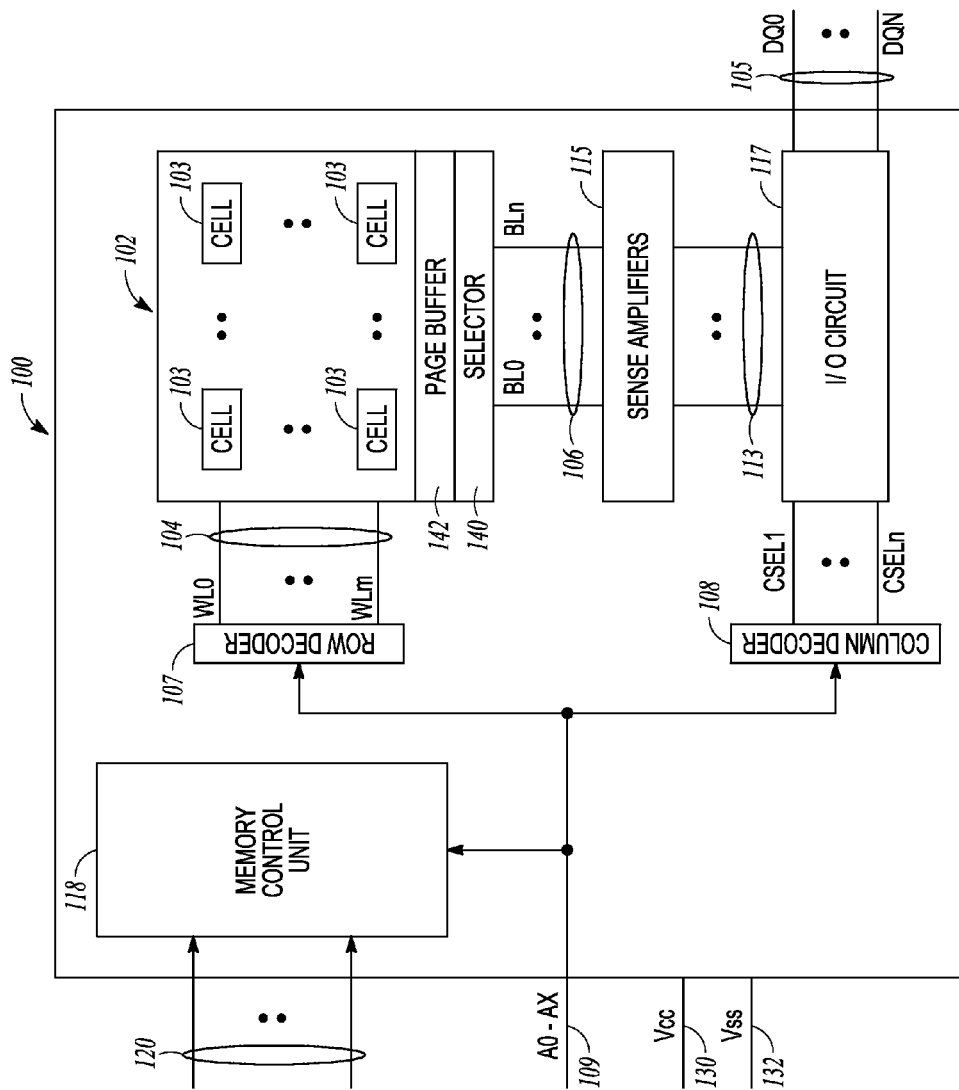 100
102
103
CELL
103
CELL
103
CELL
103
CELL
104
WL0
WLm
107
ROW DECODER
142
PAGE BUFFER
140
SELECTOR
BL0
BLn
106
115
SENSE AMPLIFIERS
113
117
I/O CIRCUIT
105
DQ0
DQN
CSEL1
CSELn
108
COLUMN DECODER
118
MEMORY
CONTROL
UNIT
120
A0 - AX
109
Vcc
130
Vss
132